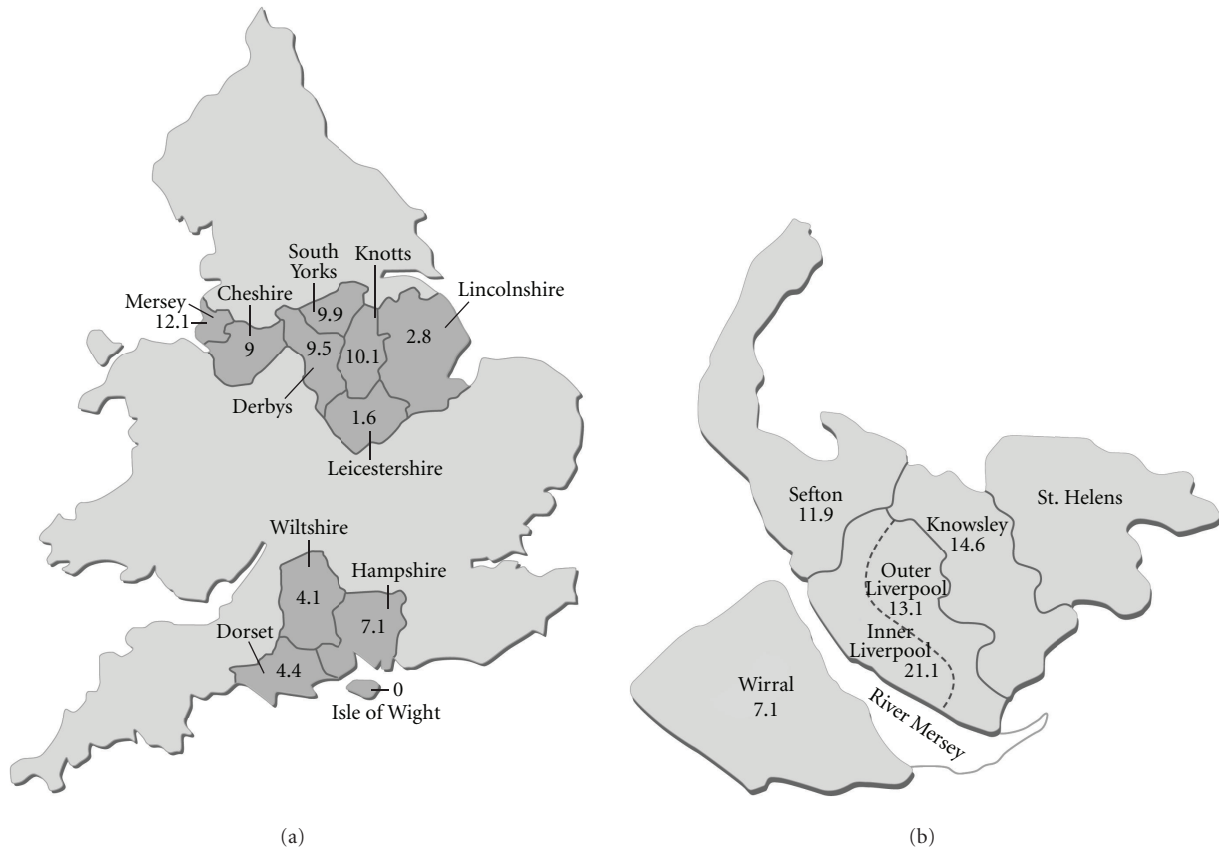 South
Yorks
Knotts
Mersey
12.1
Cheshire
Lincolnshire
9.9
9
9.5
10.1
2.8
Derbys
1.6
Leicestershire
Wiltshire
Hampshire
4.1
7.1
Dorset
4.4
0
Isle of Wight
(a)
Sefton
11.9
Knowsley
14.6
St. Helens
Outer
Liverpool
13.1
Inner
Liverpool
21.1
Wirral
7.1
River Mersey
(b)